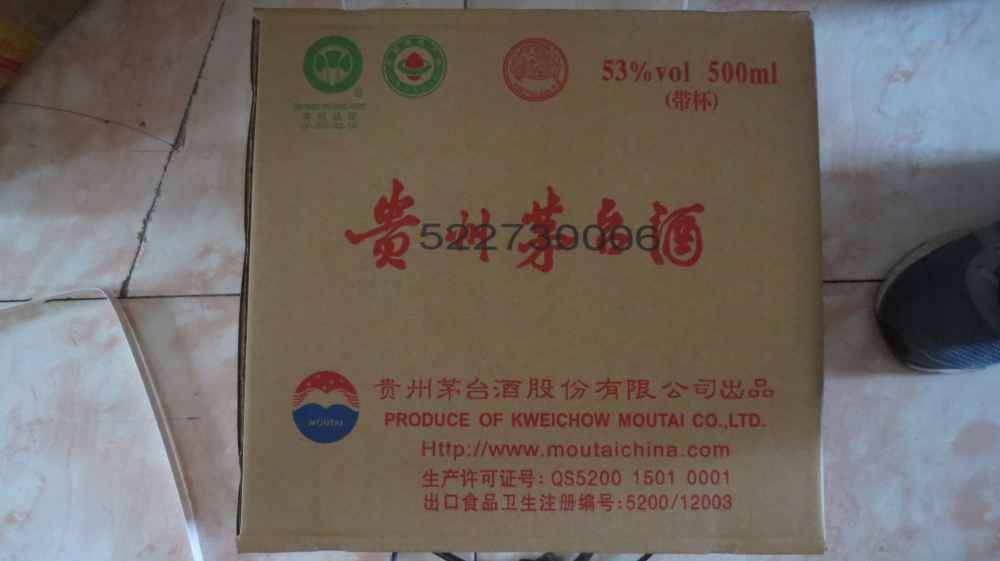 53%vol 500ml
(带杯)
贵州茅台酒
522730006
MOUTAI
贵州茅台酒股份有限公司出品
PRODUCE OF KWEICHOW MOUTAI CO.,LTD.
Http://www.moutaichina.com
生产许可证号: QS5200 1501 0001
出口食品卫生注册编号:5200/12003